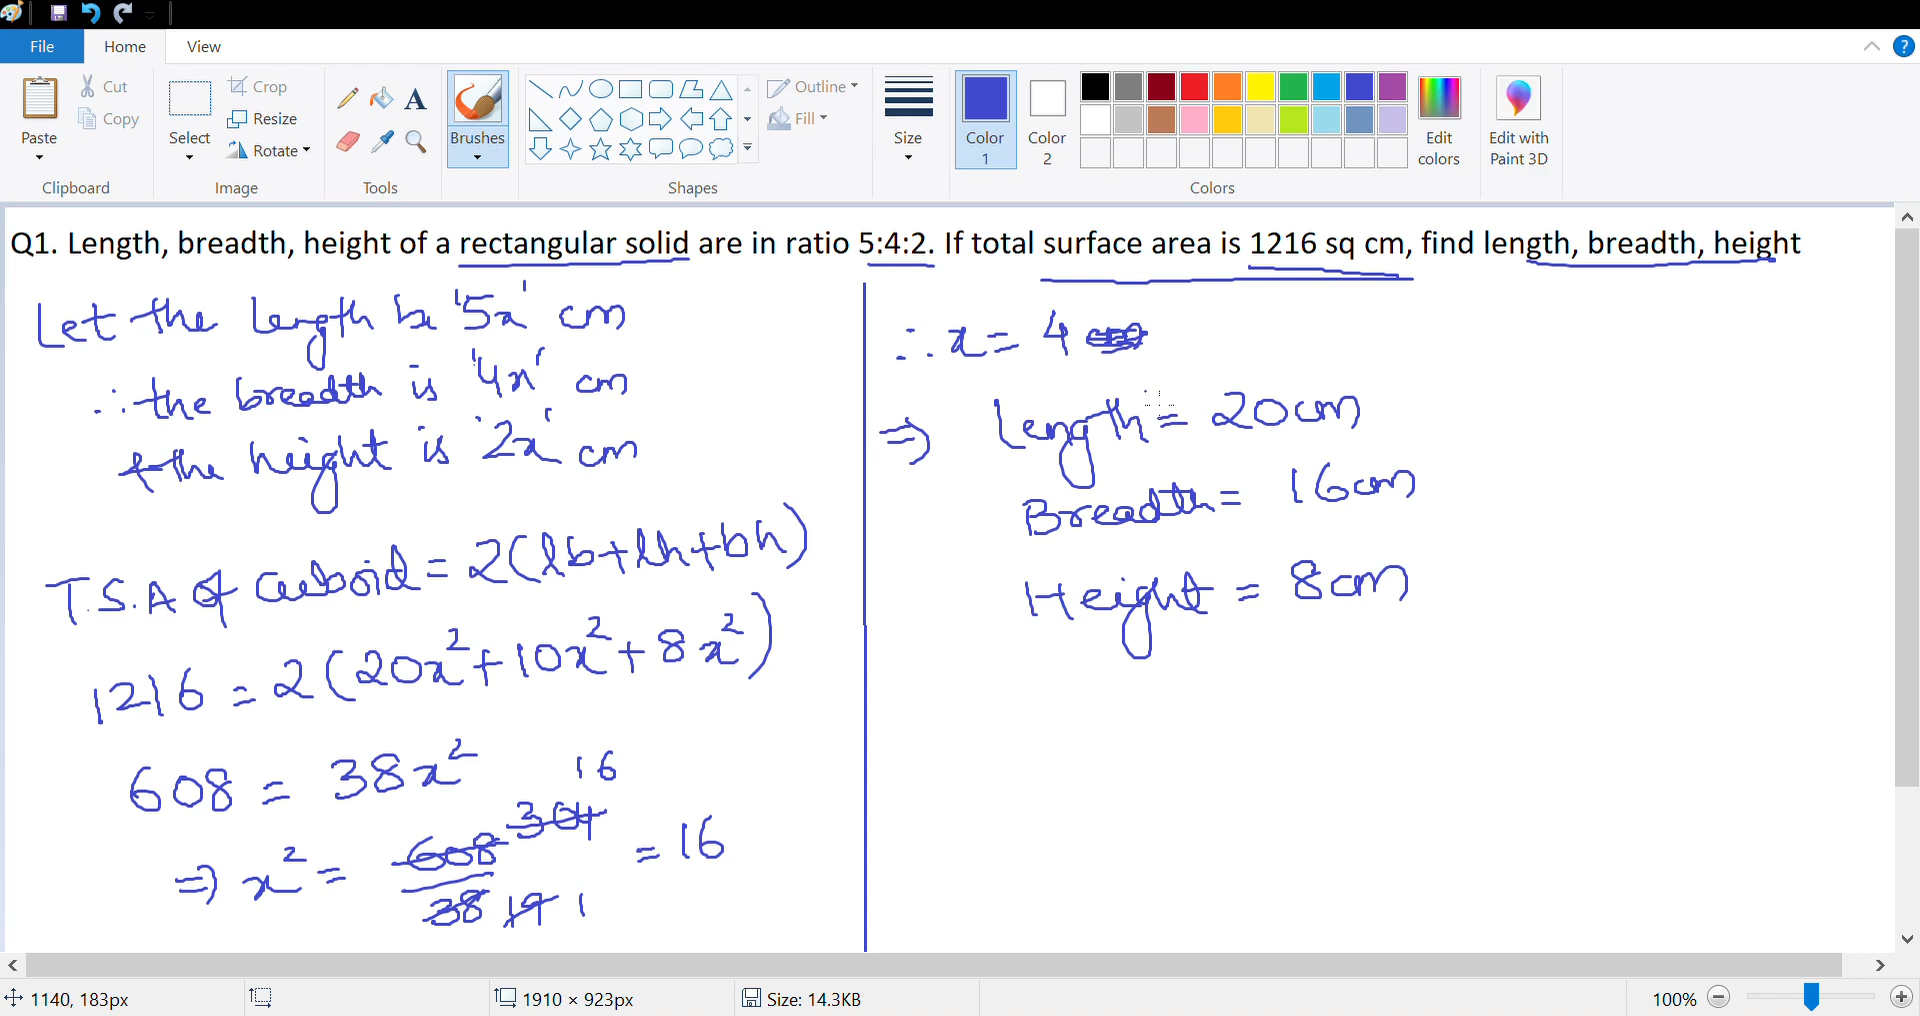 File Home View
Paste Cut Copy Select Crop Resize Rotate A Brushes Outline Fill Size Color 1 Color 2 Edit colors Edit with Paint 3D
Clipboard Image Tools Shapes Colors
Q1. Length, breadth, height of a rectangular solid are in ratio 5:4:2. If total surface area is 1216 sq cm, find length, breadth, height
Let the length be '5x' cm
∴ the breadth is '4x' cm
& the height is '2x' cm
T.S.A of cuboid = 2(lb+lh+bh)
1216 = 2(20x²+10x²+8x²)
608 = 38x²
16
304
⇒ x² = 608/38 = 16
19 1
∴ x = 4
⇒ Length = 20cm
Breadth = 16cm
Height = 8cm
1140, 183px 1910 × 923px Size: 14.3KB 100%